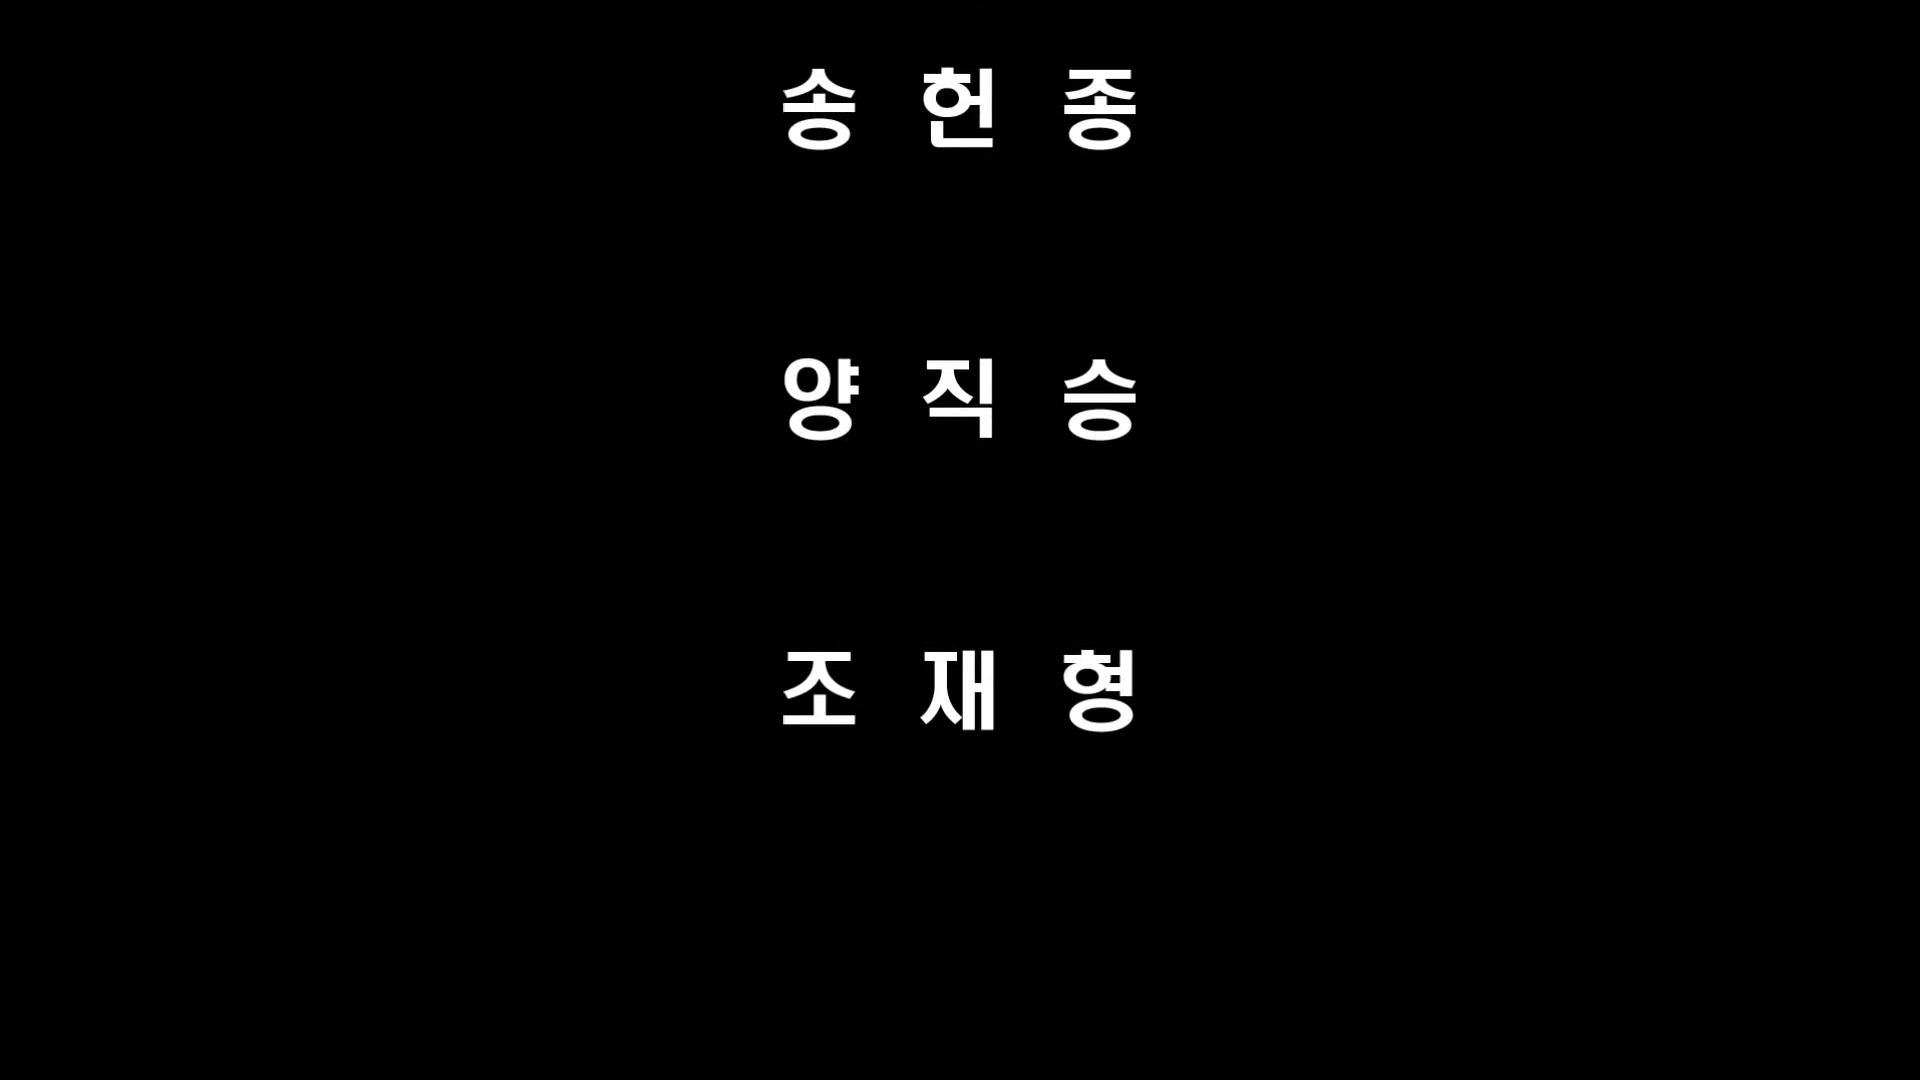 송 헌 종
양 직 승
조 재 형